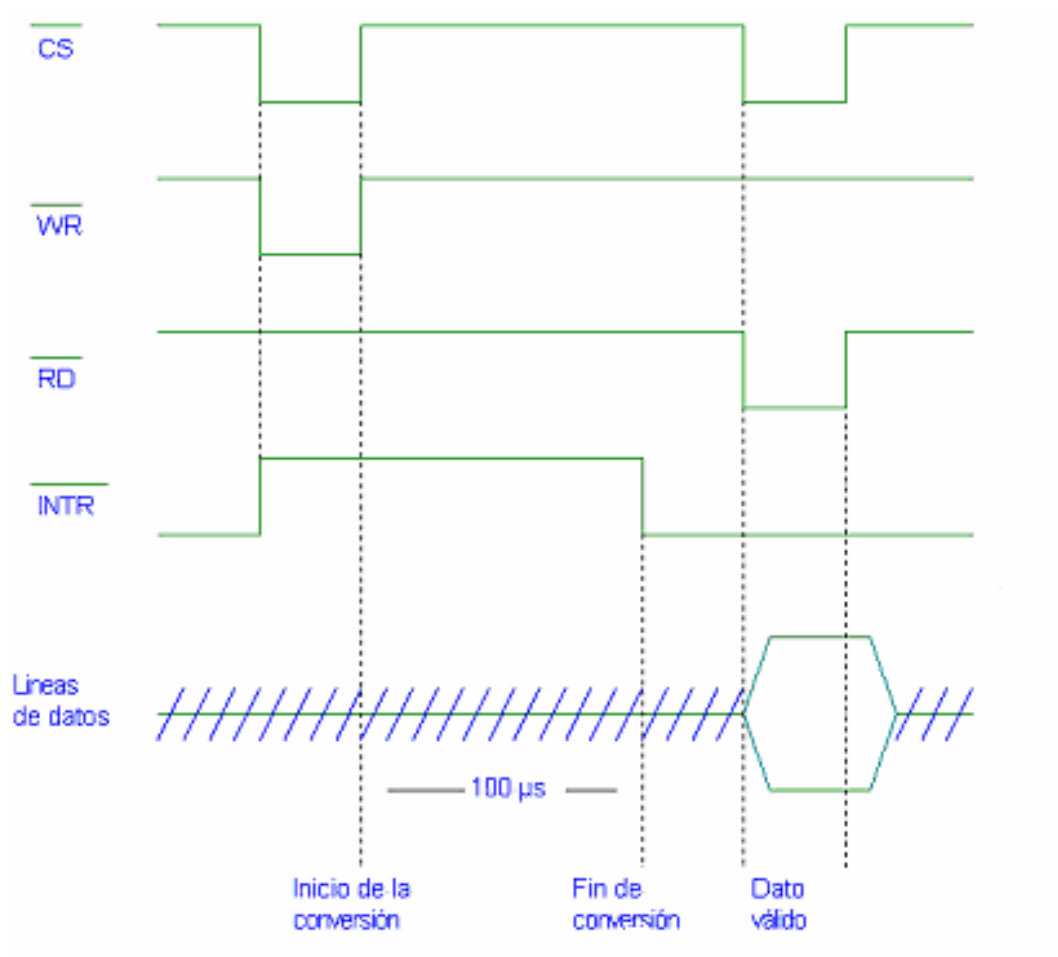 CS
WR
RD
INTR
Lineas
de datos
100 µs
Inicio de la
conversión
Fin de
conversión
Dato
válido